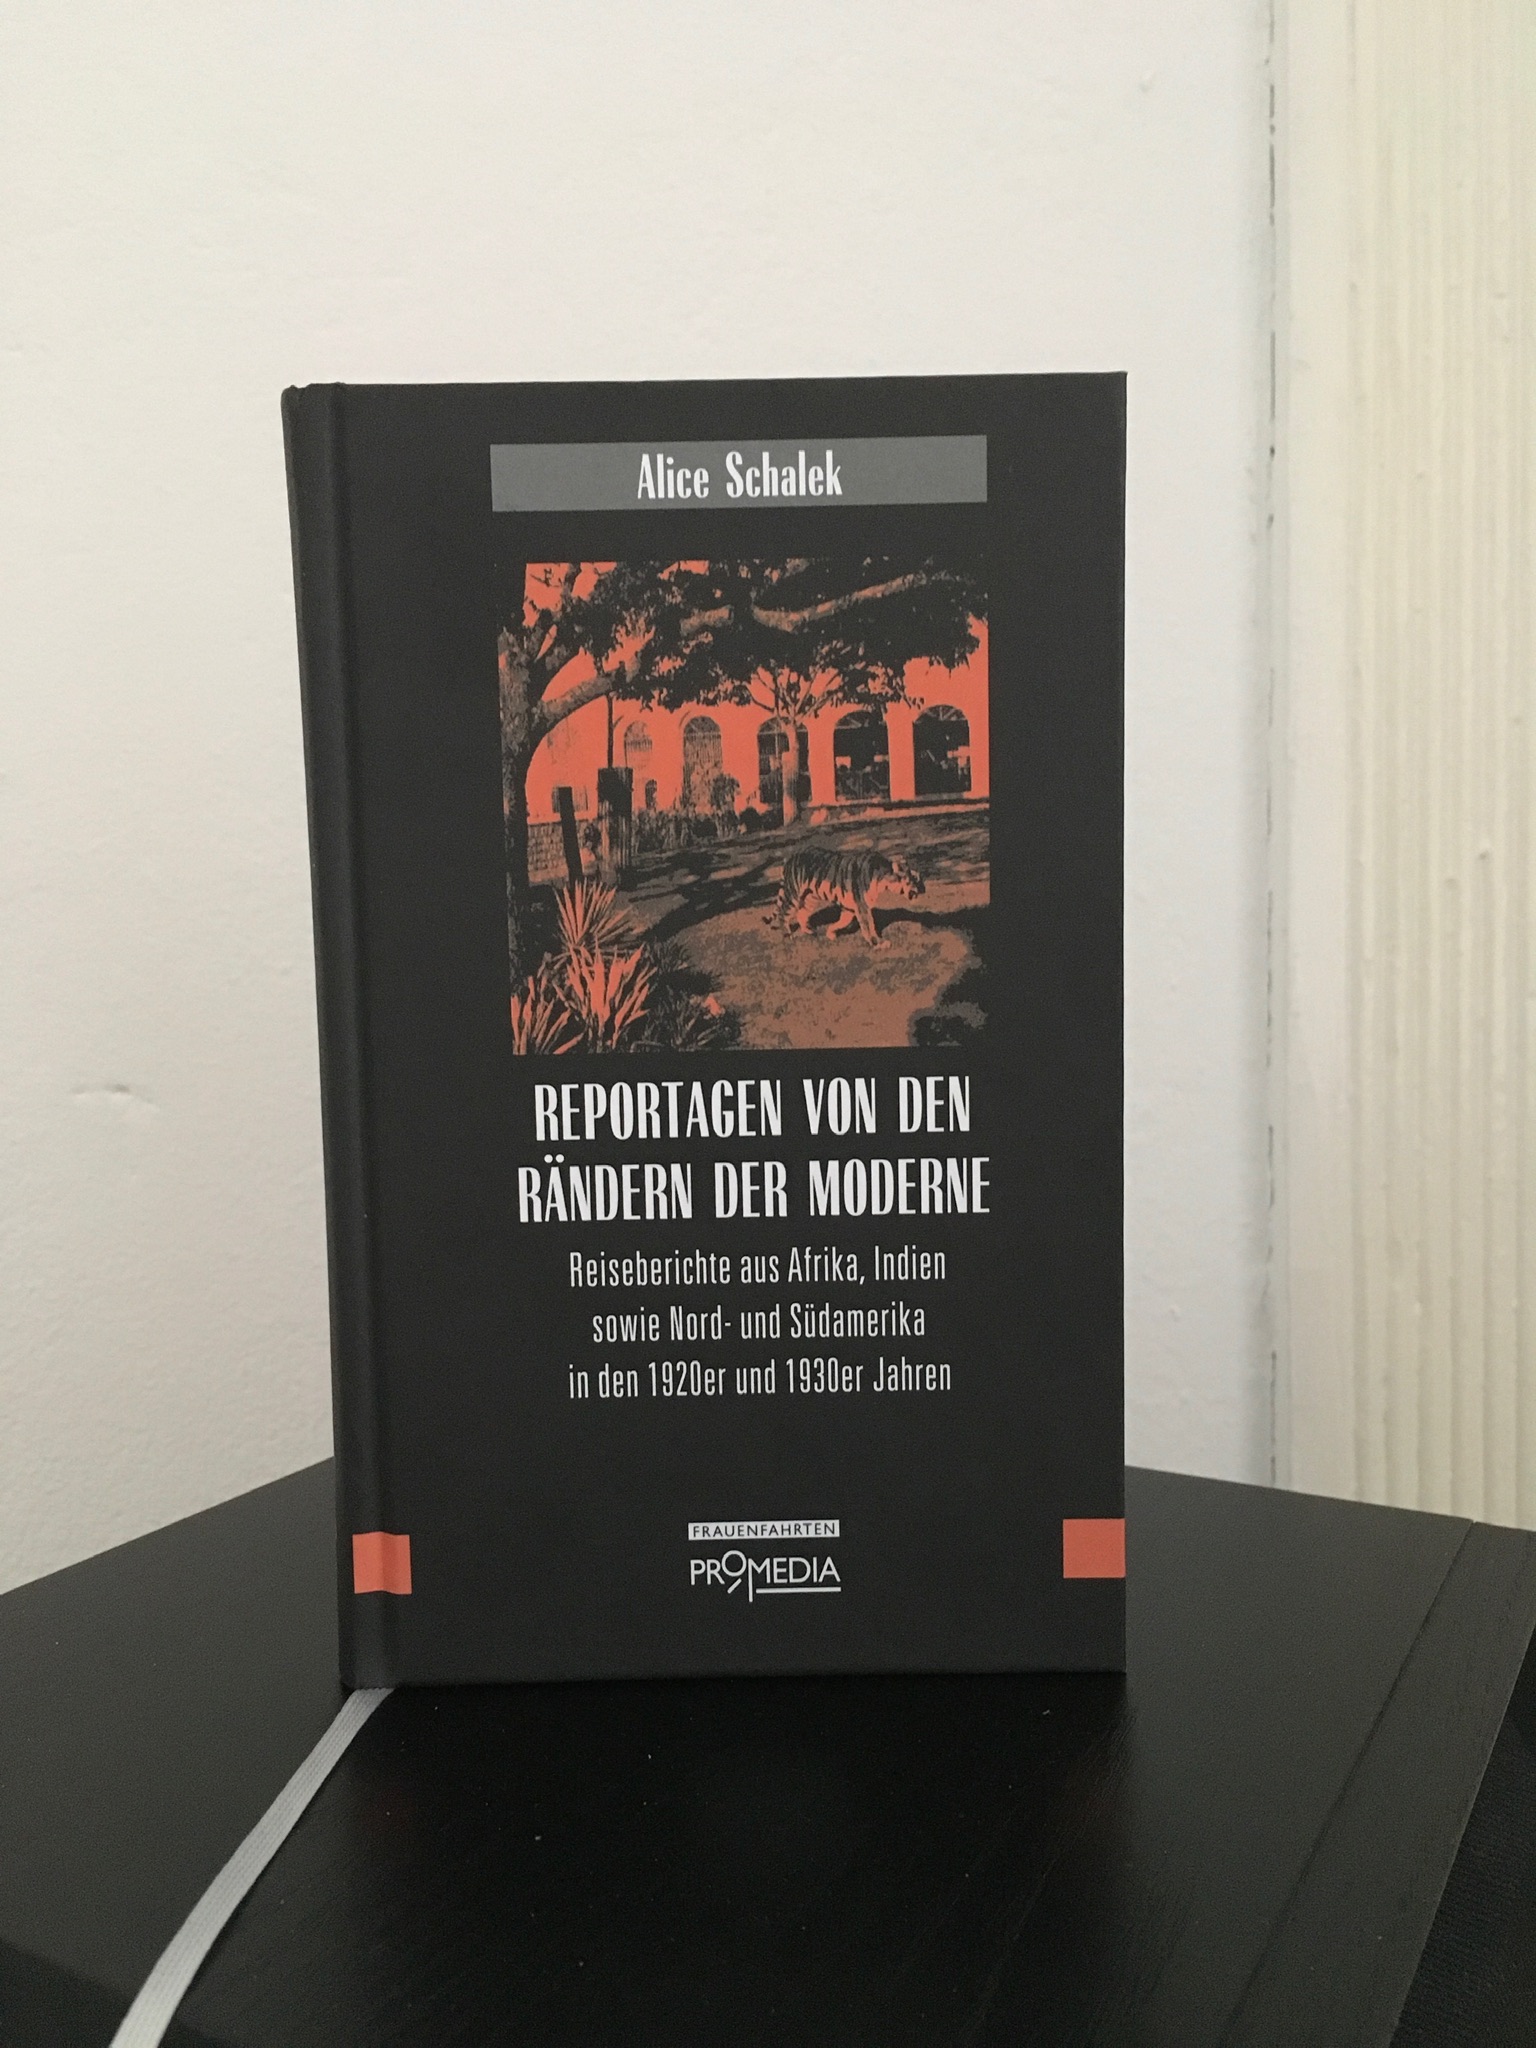 Alice Schalek
REPORTAGEN VON DEN
RÄNDERN DER MODERNE
Reiseberichte aus Afrika, Indien
sowie Nord- und Südamerika
in den 1920er und 1930er Jahren
FRAUENFAHRTEN
PROMEDIA